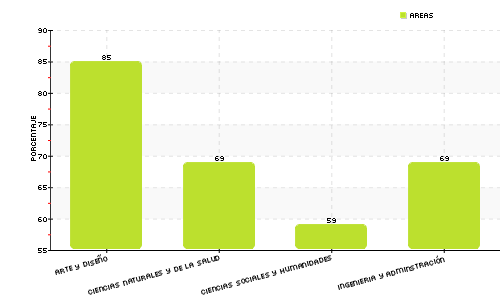 AREAS
90
85
80
75
70
65
60
55
PORCENTAJE
85
69
59
69
ARTE Y DISEÑO
CIENCIAS NATURALES Y DE LA SALUD
CIENCIAS SOCIALES Y HUMANIDADES
INGENIERIA Y ADMINSTRACIÓN